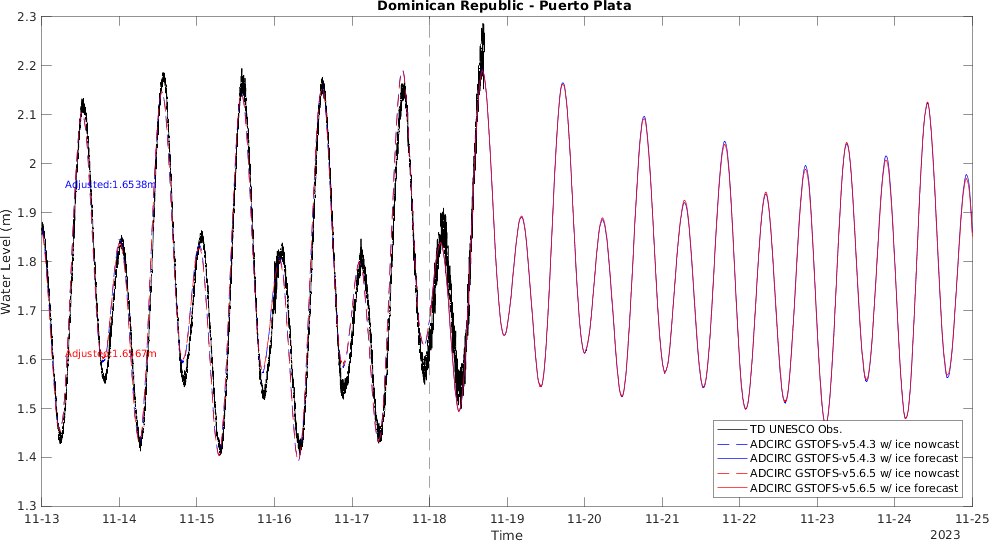 Dominican Republic - Puerto Plata
2.3
2.2
2.1
2
1.9
1.8
1.7
1.6
1.5
1.4
1.3
Water Level (m)
Adjusted:1.6538m
Adjusted:1.6567m
TD UNESCO Obs.
ADCIRC GSTOFS-v5.4.3 w/ ice nowcast
ADCIRC GSTOFS-v5.4.3 w/ ice forecast
ADCIRC GSTOFS-v5.6.5 w/ ice nowcast
ADCIRC GSTOFS-v5.6.5 w/ ice forecast
11-13 11-14 11-15 11-16 11-17 11-18 11-19 11-20 11-21 11-22 11-23 11-24 11-25
Time
2023